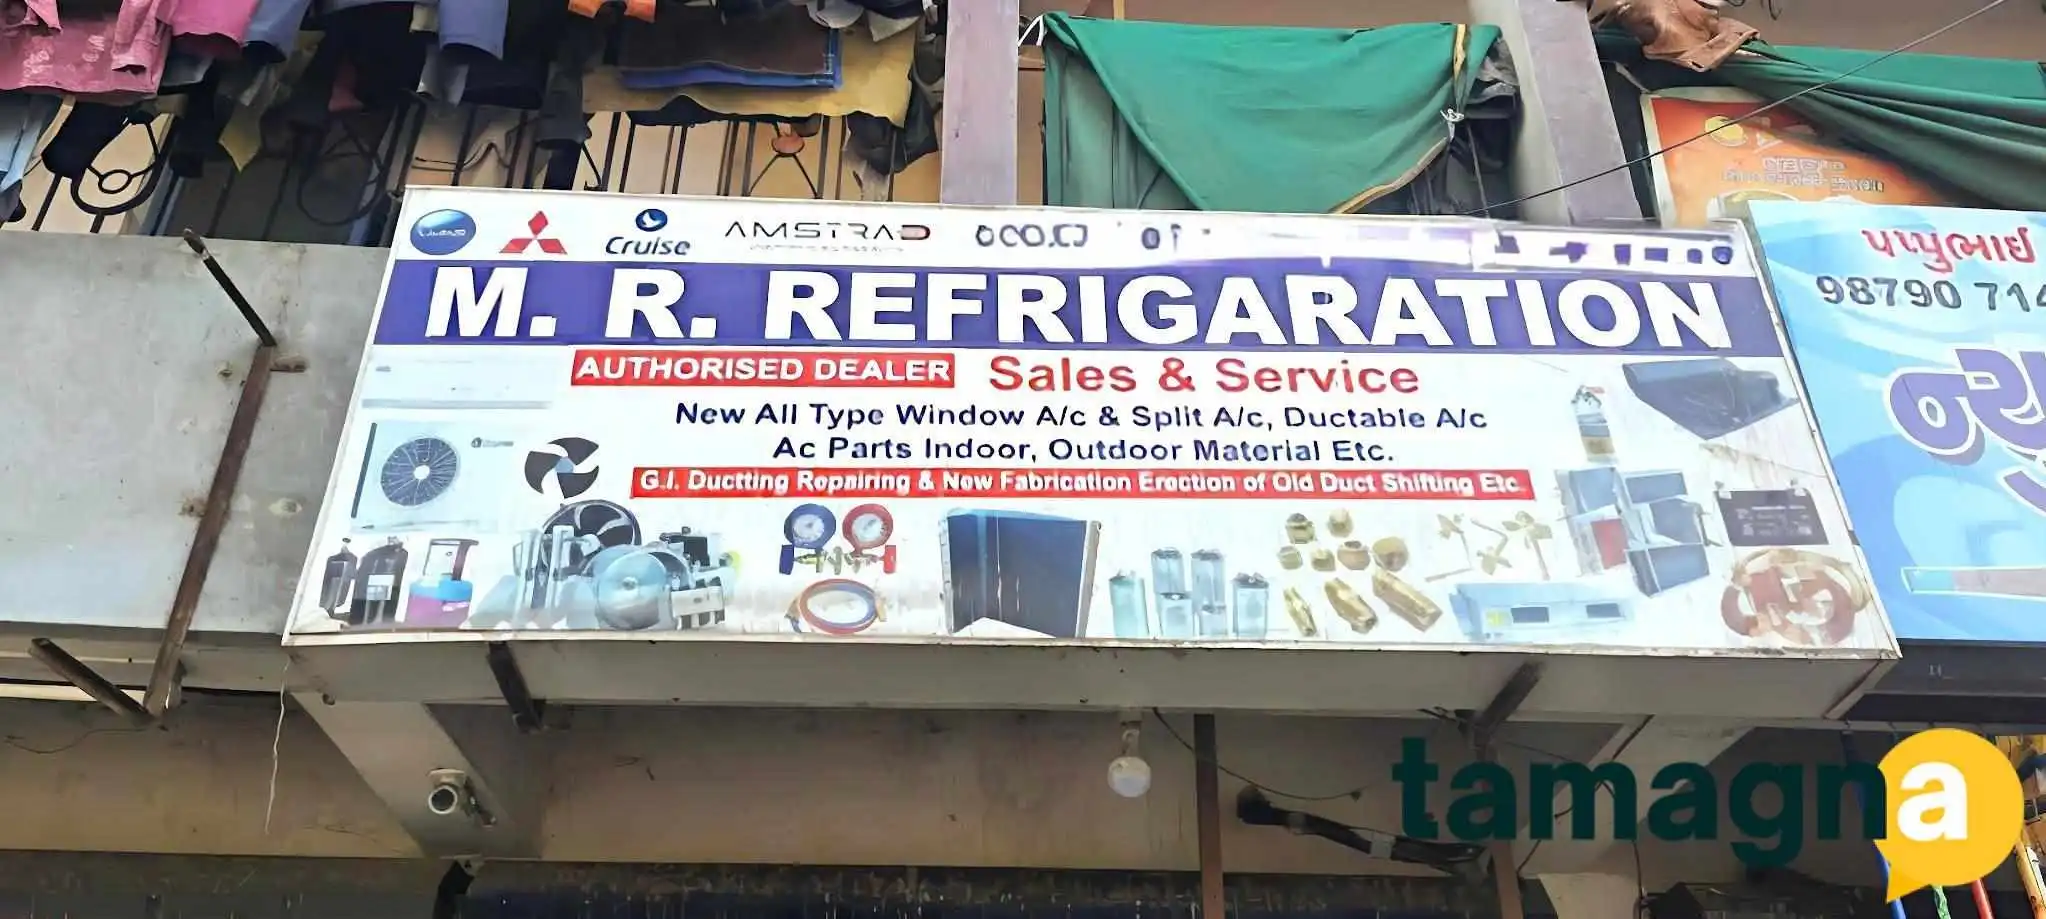 Cruise
AMSTRAD
M. R. REFRIGARATION
AUTHORISED DEALER Sales & Service
New All Type Window A/c & Split A/c, Ductable A/c
Ac Parts Indoor, Outdoor Material Etc.
G.I. Ductting Repairing & New Fabrication Erection of Old Duct Shifting Etc.
પપ્પુભાઈ
98790 714
ન્યુ
tamagna